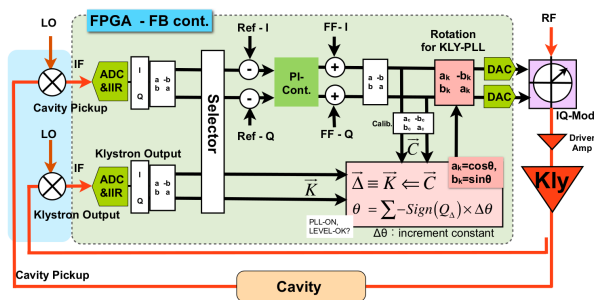 FPGA - FB cont.
LO
IF
ADC
&IIR
Cavity Pickup
I
Q
a -b
b a
Selector
Ref - I
Ref - Q
PI-
Cont.
FF- I
FF- Q
a b
a b
Rotation
for KLY-PLL
ak -bk
bk ak
DAC
DAC
RF
IQ-Mod
Driver
Amp
Kly
LO
IF
ADC
&IIR
Klystron Output
Klystron Output
I
Q
a -b
b a
K
Calib.
ac -bc
bc ac
C
ak=cosθ,
bk=sinθ
Δ ≡ K ⇐ C
θ = ∑ −Sign(QΔ) × Δθ
PLL-ON,
LEVEL-OK?
Δθ : increment constant
Cavity Pickup
Cavity